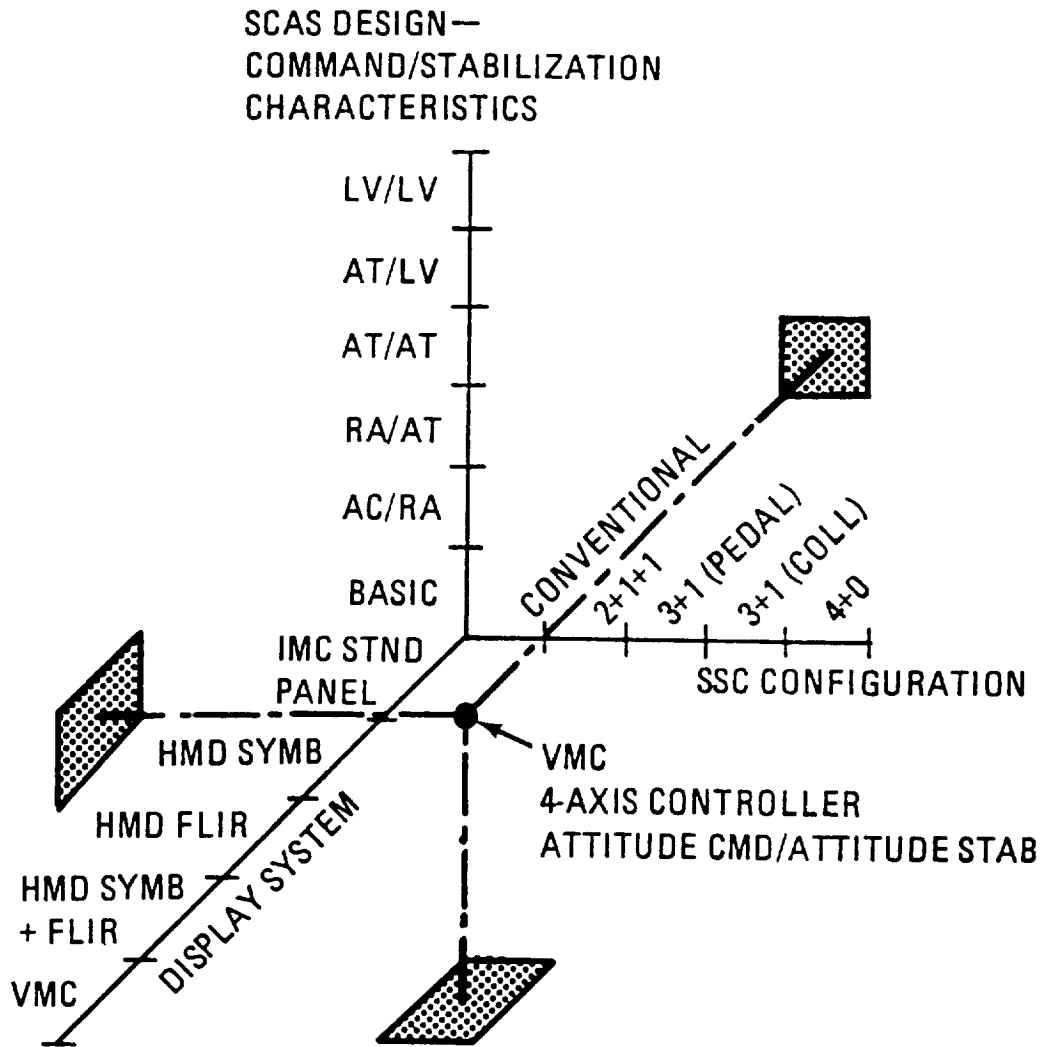 SCAS DESIGN—
COMMAND/STABILIZATION
CHARACTERISTICS
LV/LV
AT/LV
AT/AT
RA/AT
AC/RA
BASIC
CONVENTIONAL
2+1+1
3+1 (PEDAL)
3+1 (COLL)
4+0
SSC CONFIGURATION
IMC STND
PANEL
HMD SYMB
HMD FLIR
HMD SYMB
+ FLIR
VMC
DISPLAY SYSTEM
VMC
4-AXIS CONTROLLER
ATTITUDE CMD/ATTITUDE STAB